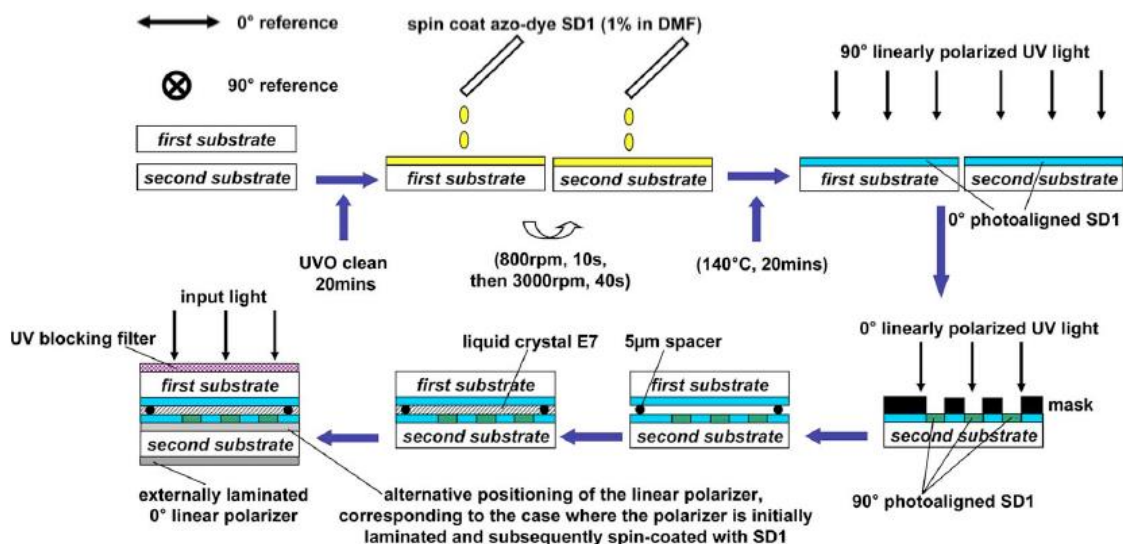 0° reference
90° reference
first substrate
second substrate
spin coat azo-dye SD1 (1% in DMF)
first substrate
second substrate
90° linearly polarized UV light
first substrate
second substrate
0° photoaligned SD1
UVO clean
20mins
(800rpm, 10s,
then 3000rpm, 40s)
(140°C, 20mins)
0° linearly polarized UV light
mask
second substrate
90° photoaligned SD1
5μm spacer
first substrate
second substrate
liquid crystal E7
first substrate
second substrate
input light
UV blocking filter
first substrate
second substrate
externally laminated
0° linear polarizer
alternative positioning of the linear polarizer,
corresponding to the case where the polarizer is initially
laminated and subsequently spin-coated with SD1